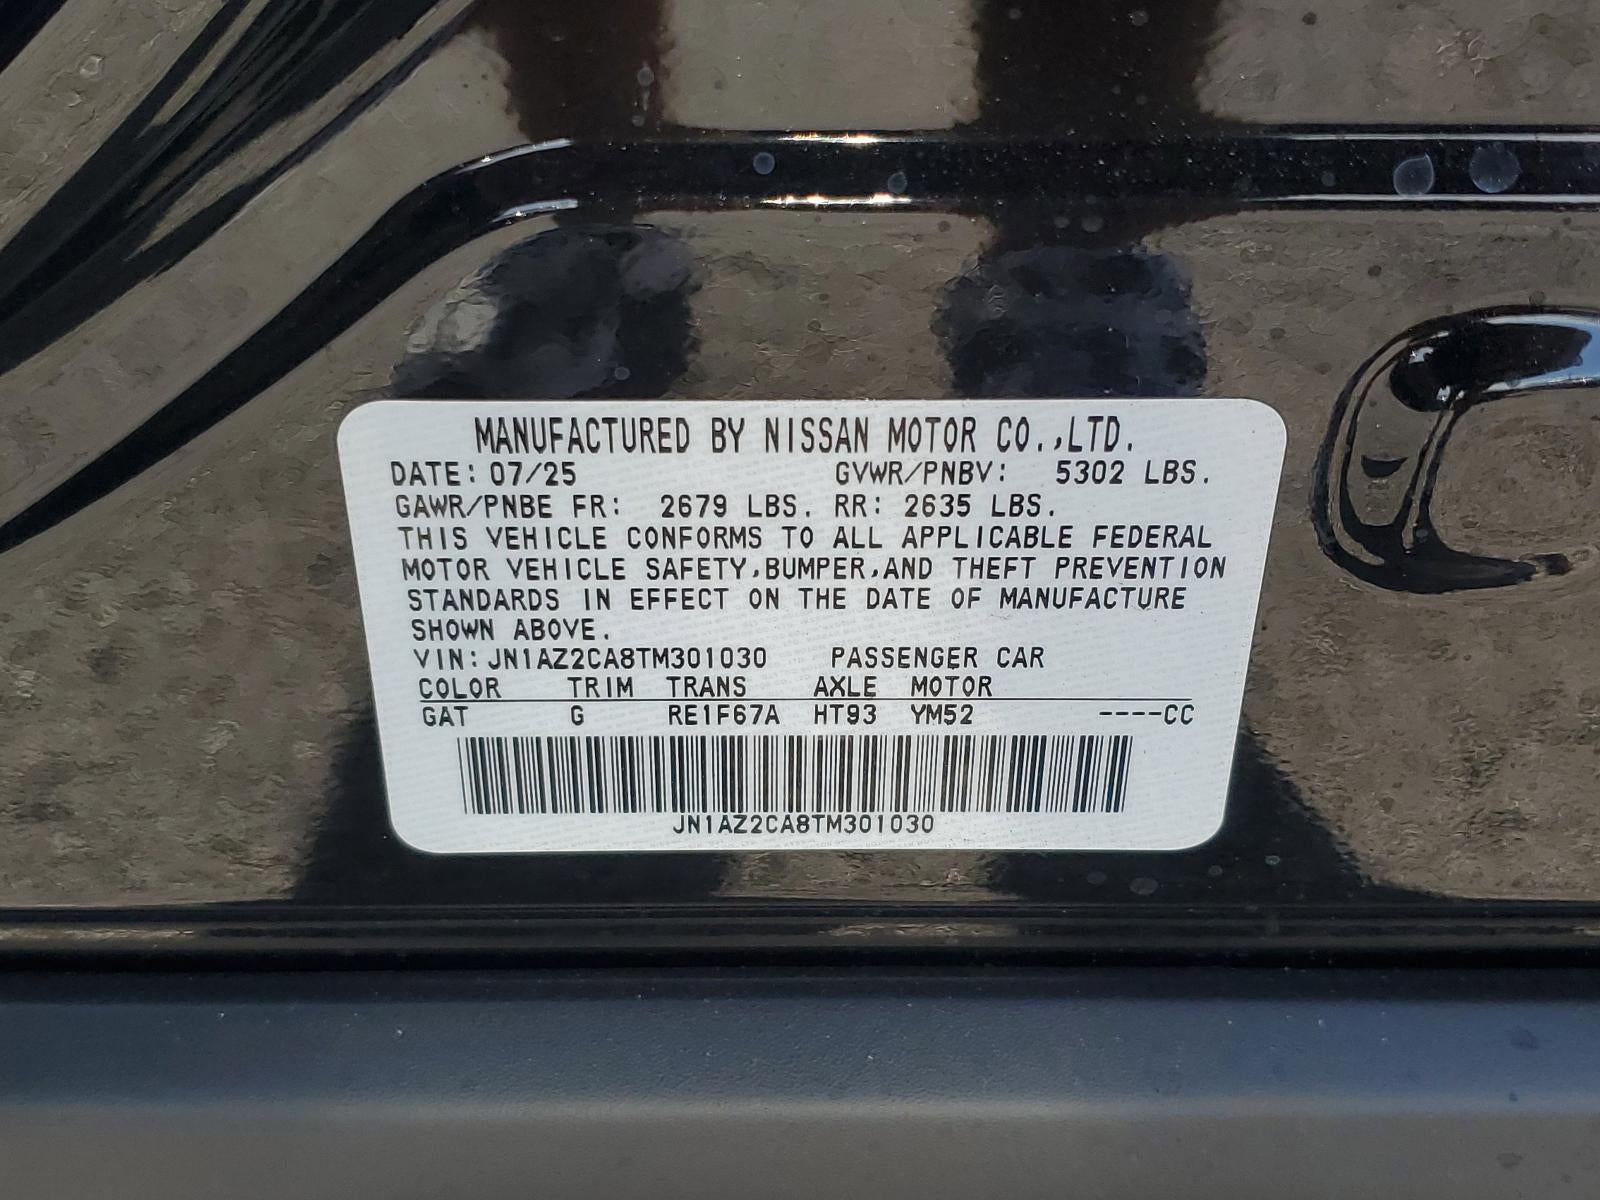 MANUFACTURED BY NISSAN MOTOR CO.,LTD.
DATE: 07/25 GVWR/PNBV: 5302 LBS.
GAWR/PNBE FR: 2679 LBS. RR: 2635 LBS.
THIS VEHICLE CONFORMS TO ALL APPLICABLE FEDERAL
MOTOR VEHICLE SAFETY,BUMPER,AND THEFT PREVENTION
STANDARDS IN EFFECT ON THE DATE OF MANUFACTURE
SHOWN ABOVE.
VIN: JN1AZ2CA8TM301030 PASSENGER CAR
COLOR TRIM TRANS AXLE MOTOR
GAT G RE1F67A HT93 YM52 ----CC
JN1AZ2CA8TM301030